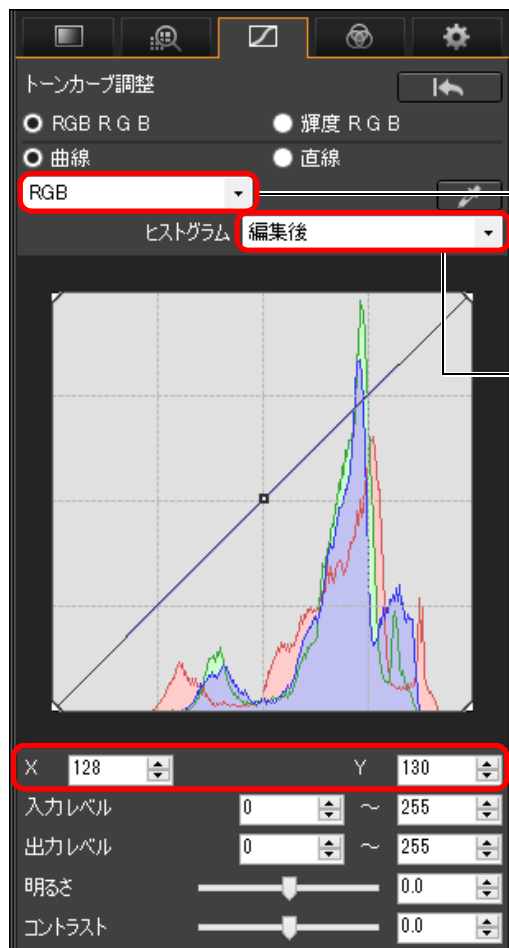 トーンカーブ調整
RGB R G B 輝度 R G B
曲線 直線
RGB
ヒストグラム 編集後
X 128 Y 130
入力レベル 0 ～ 255
出力レベル 0 ～ 255
明るさ 0.0
コントラスト 0.0